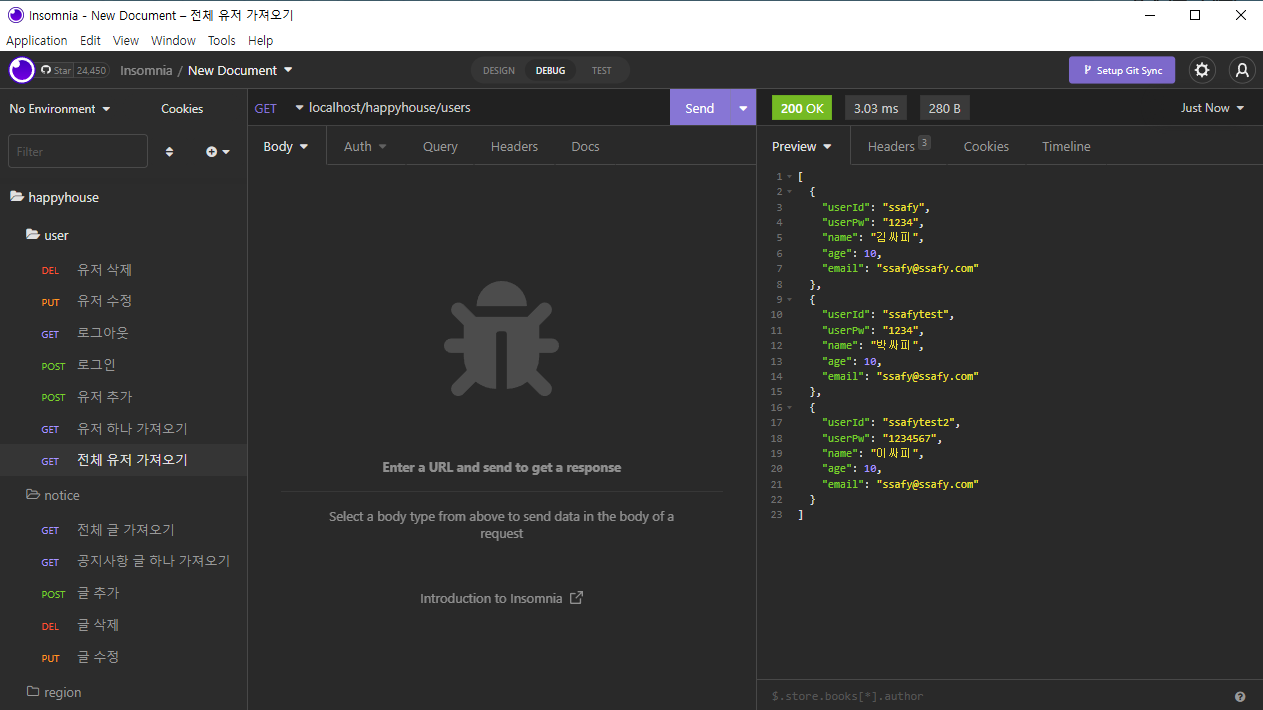 Insomnia - New Document – 전체 유저 가져오기
Application Edit View Window Tools Help
Star 24,450 Insomnia / New Document DESIGN DEBUG TEST Setup Git Sync
No Environment Cookies
Filter
happyhouse
user
DEL 유저 삭제
PUT 유저 수정
GET 로그아웃
POST 로그인
POST 유저 추가
GET 유저 하나 가져오기
GET 전체 유저 가져오기
notice
GET 전체 글 가져오기
GET 공지사항 글 하나 가져오기
POST 글 추가
DEL 글 삭제
PUT 글 수정
region
GET localhost/happyhouse/users Send
Body Auth Query Headers Docs
Enter a URL and send to get a response
Select a body type from above to send data in the body of a
request
Introduction to Insomnia
200 OK 3.03 ms 280 B Just Now
Preview Headers 3 Cookies Timeline
1 [
2 {
3 "userId": "ssafy",
4 "userPw": "1234",
5 "name": "김싸피",
6 "age": 10,
7 "email": "ssafy@ssafy.com"
8 },
9 {
10 "userId": "ssafytest",
11 "userPw": "1234",
12 "name": "박싸피",
13 "age": 10,
14 "email": "ssafy@ssafy.com"
15 },
16 {
17 "userId": "ssafytest2",
18 "userPw": "1234567",
19 "name": "이싸피",
20 "age": 10,
21 "email": "ssafy@ssafy.com"
22 }
23 ]
$.store.books[*].author